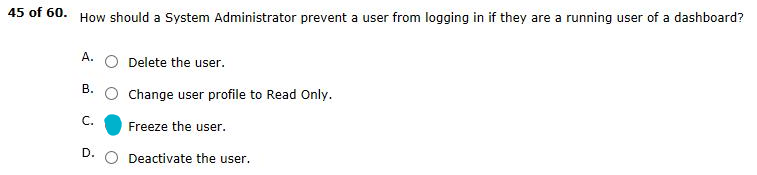 45 of 60. How should a System Administrator prevent a user from logging in if they are a running user of a dashboard?
A. Delete the user.
B. Change user profile to Read Only.
C. Freeze the user.
D. Deactivate the user.